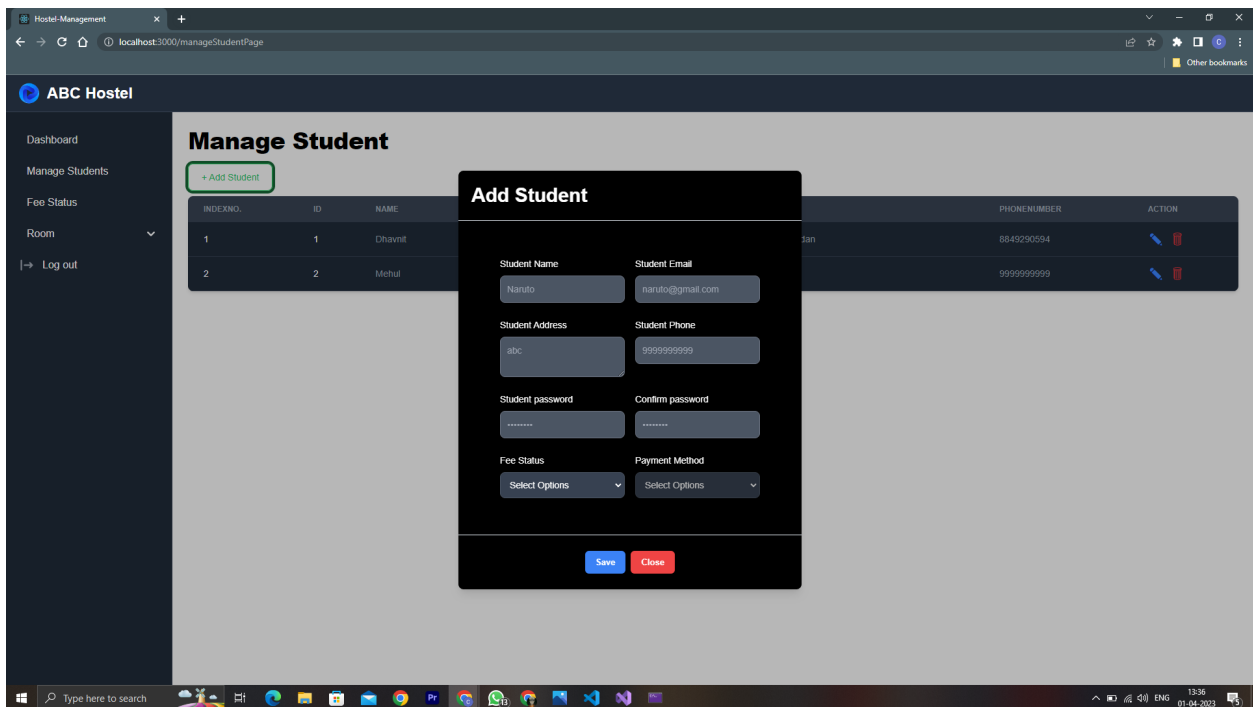 Hostel-Management
localhost:3000/manageStudentPage
Other bookmarks
ABC Hostel
Dashboard
Manage Students
Fee Status
Room
Log out
Manage Student
+ Add Student
INDEXNO. ID NAME PHONENUMBER ACTION
1 1 Dhavnit dan 8849290594
2 2 Mehul 9999999999
Add Student
Student Name Student Email
Naruto naruto@gmail.com
Student Address Student Phone
abc 9999999999
Student password Confirm password
-------- --------
Fee Status Payment Method
Select Options Select Options
Save Close
Type here to search
ENG
13:36
01-04-2023